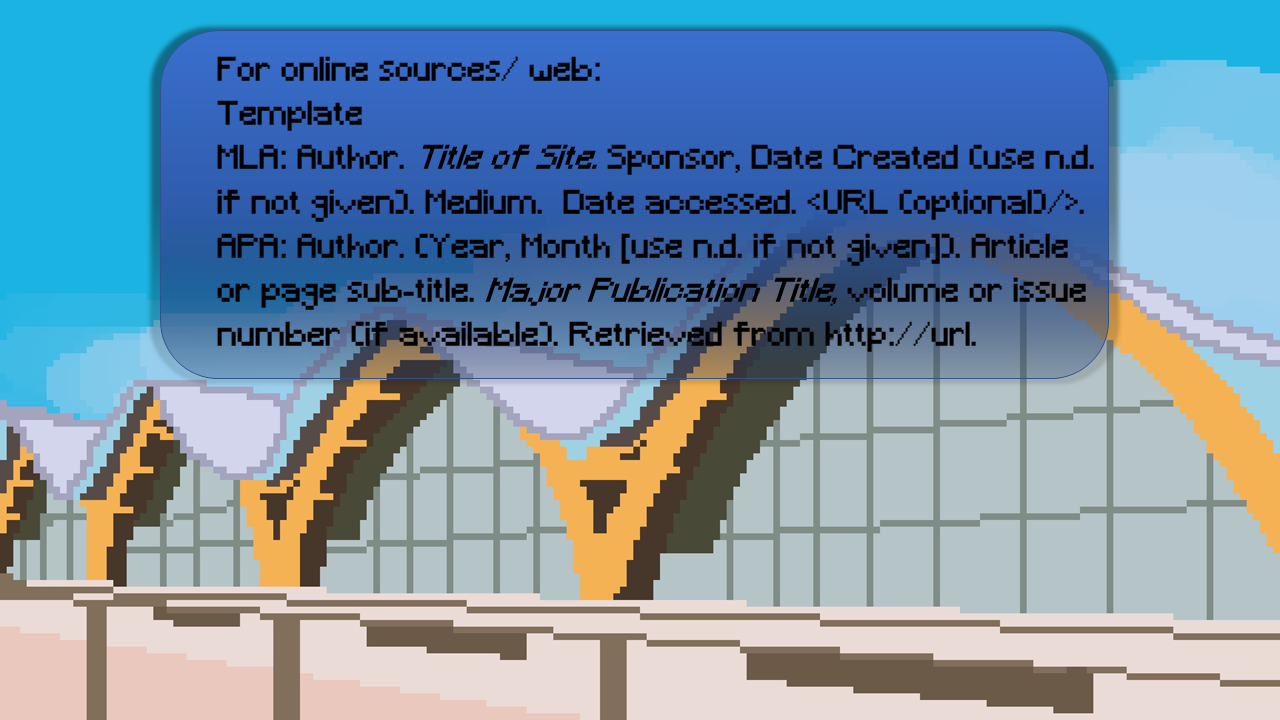 For online sources/ web:
Template
MLA: Author. Title of Site. Sponsor, Date Created (use n.d.
if not given). Medium.  Date accessed. <URL (optional)/>.
APA: Author. (Year, Month [use n.d. if not given]). Article
or page sub-title. Major Publication Title, volume or issue
number (if available). Retrieved from http://url.